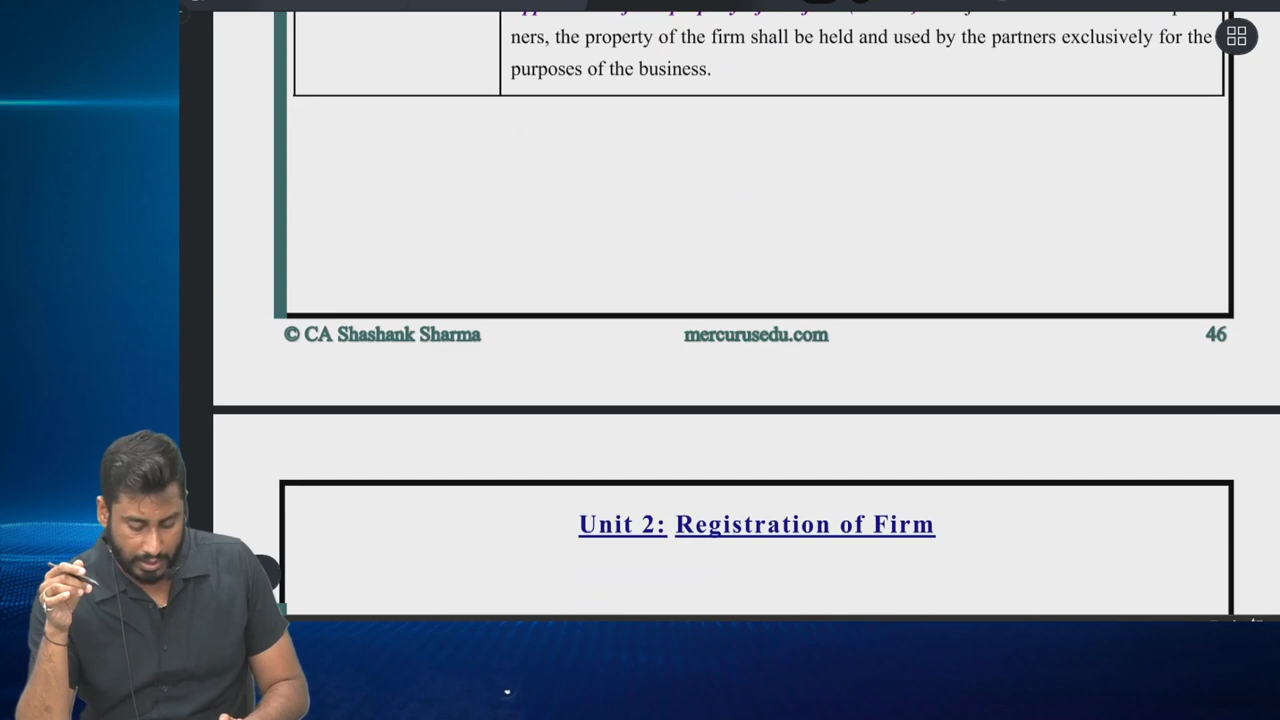 ners, the property of the firm shall be held and used by the partners exclusively for the
purposes of the business.
© CA Shashank Sharma mercurusedu.com 46
Unit 2: Registration of Firm